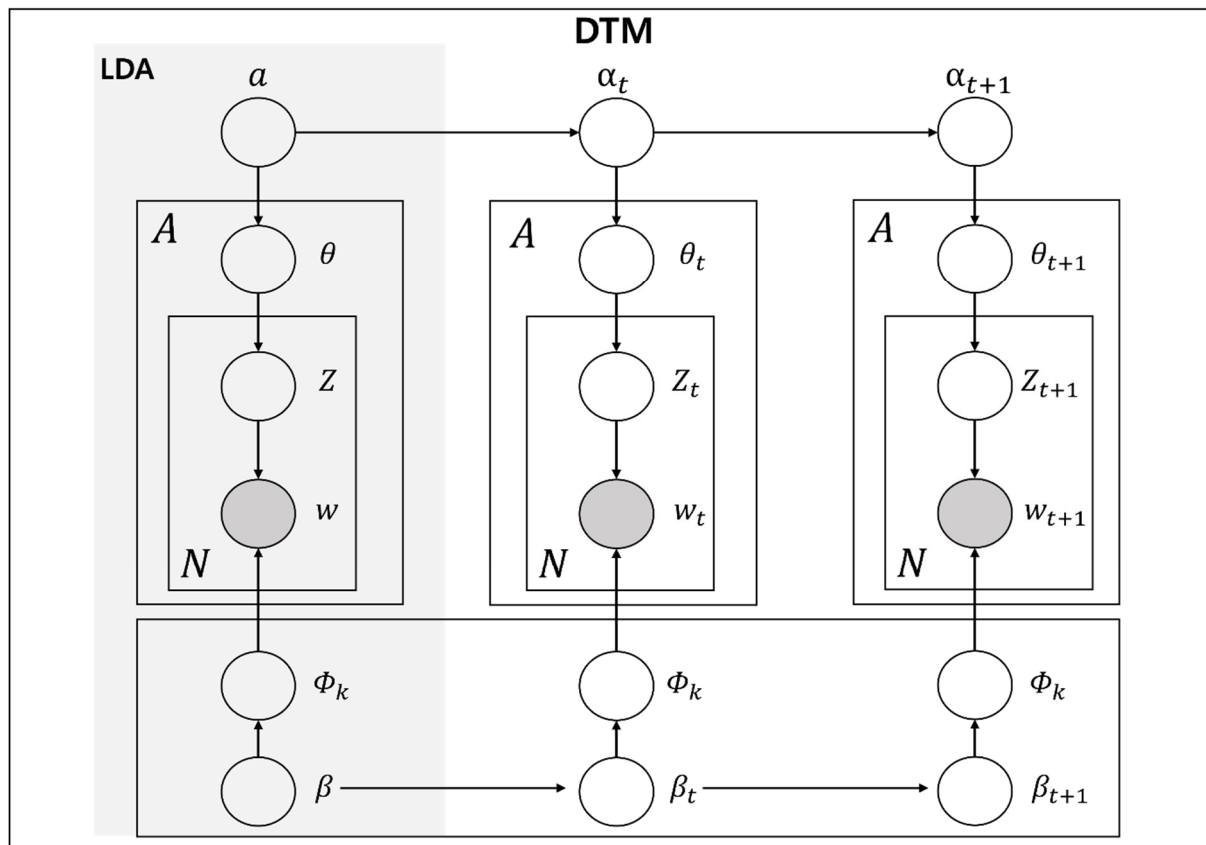 DTM
LDA
a
α_t
α_{t+1}
A
θ
A
θ_t
A
θ_{t+1}
Z
Z_t
Z_{t+1}
w
w_t
w_{t+1}
N
N
N
Φ_k
Φ_k
Φ_k
β
β_t
β_{t+1}